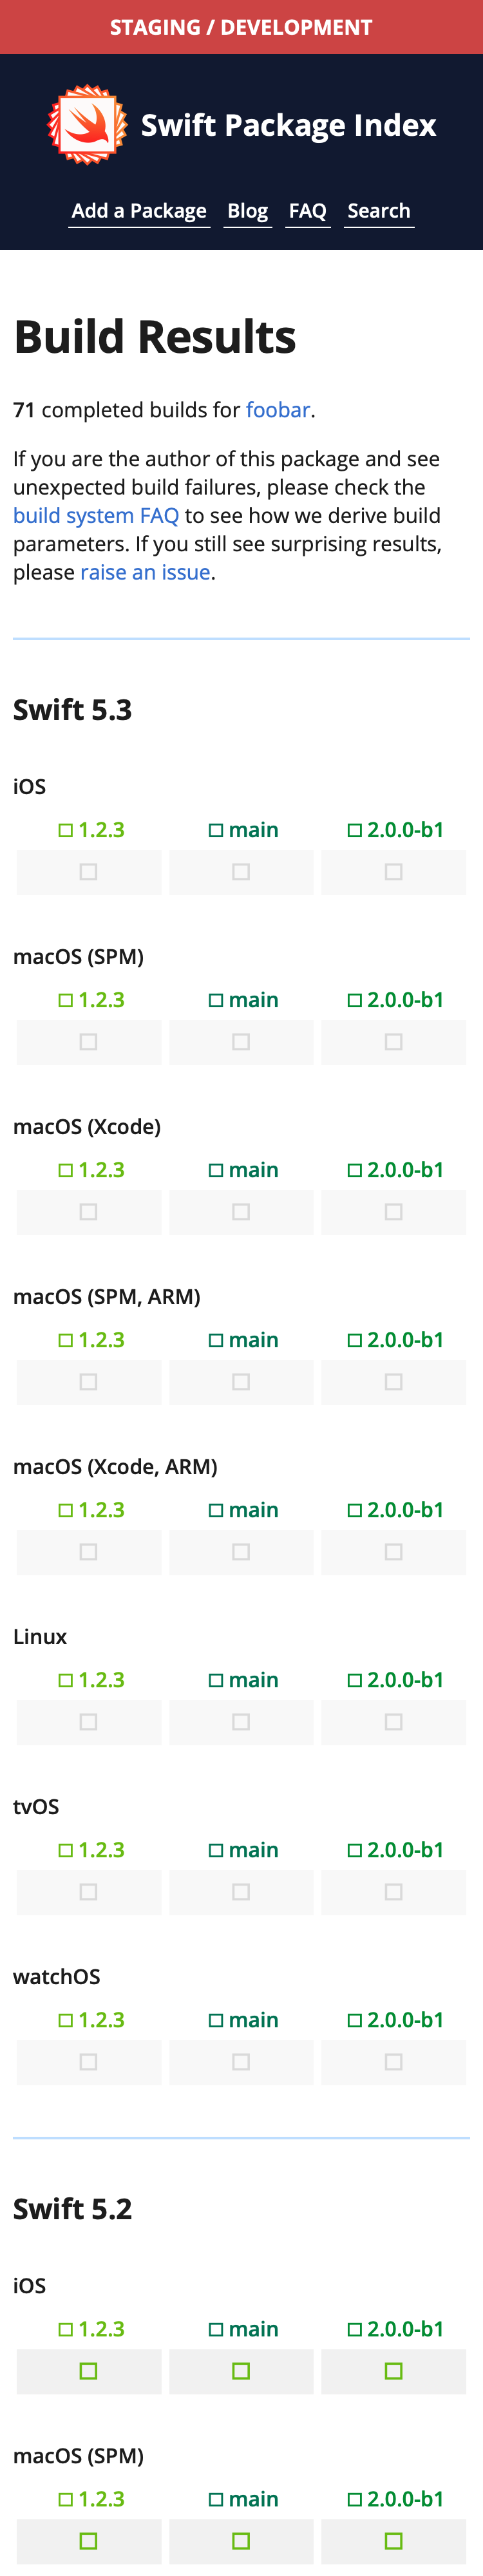 STAGING / DEVELOPMENT
Swift Package Index
Add a Package Blog FAQ Search
Build Results
71 completed builds for foobar.
If you are the author of this package and see
unexpected build failures, please check the
build system FAQ to see how we derive build
parameters. If you still see surprising results,
please raise an issue.
Swift 5.3
iOS
1.2.3 main 2.0.0-b1
macOS (SPM)
1.2.3 main 2.0.0-b1
macOS (Xcode)
1.2.3 main 2.0.0-b1
macOS (SPM, ARM)
1.2.3 main 2.0.0-b1
macOS (Xcode, ARM)
1.2.3 main 2.0.0-b1
Linux
1.2.3 main 2.0.0-b1
tvOS
1.2.3 main 2.0.0-b1
watchOS
1.2.3 main 2.0.0-b1
Swift 5.2
iOS
1.2.3 main 2.0.0-b1
macOS (SPM)
1.2.3 main 2.0.0-b1